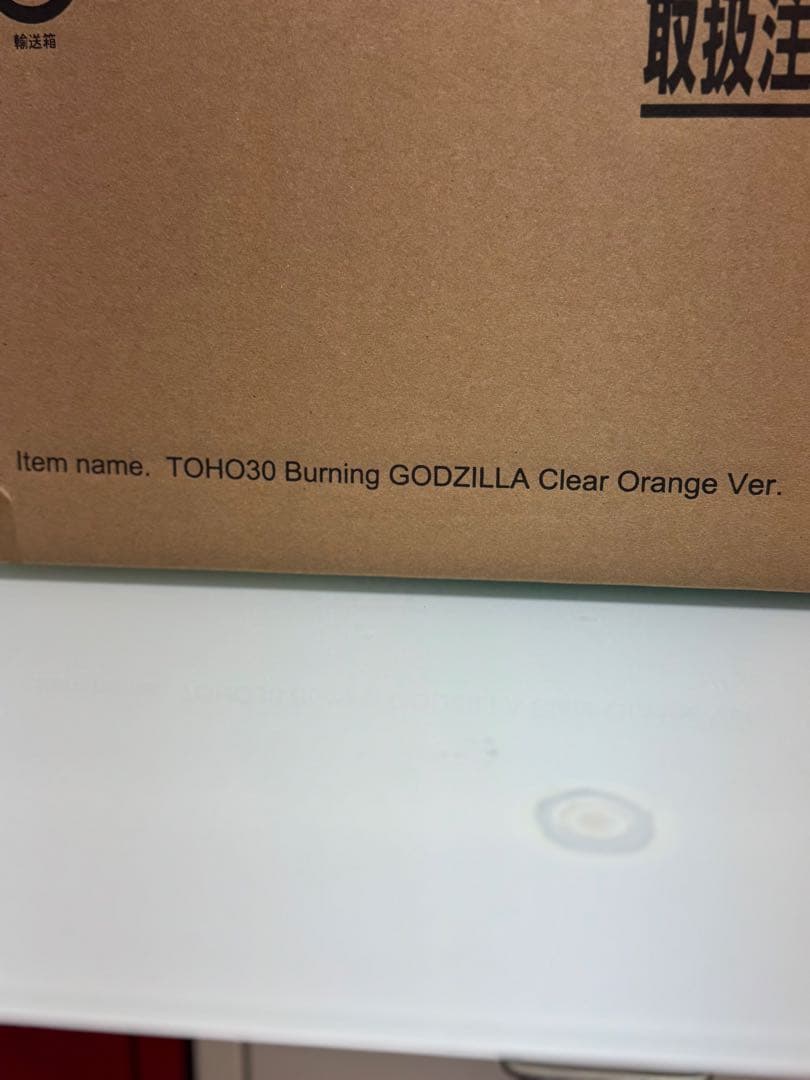 輸送箱
取扱注
Item name. TOHO30 Burning GODZILLA Clear Orange Ver.